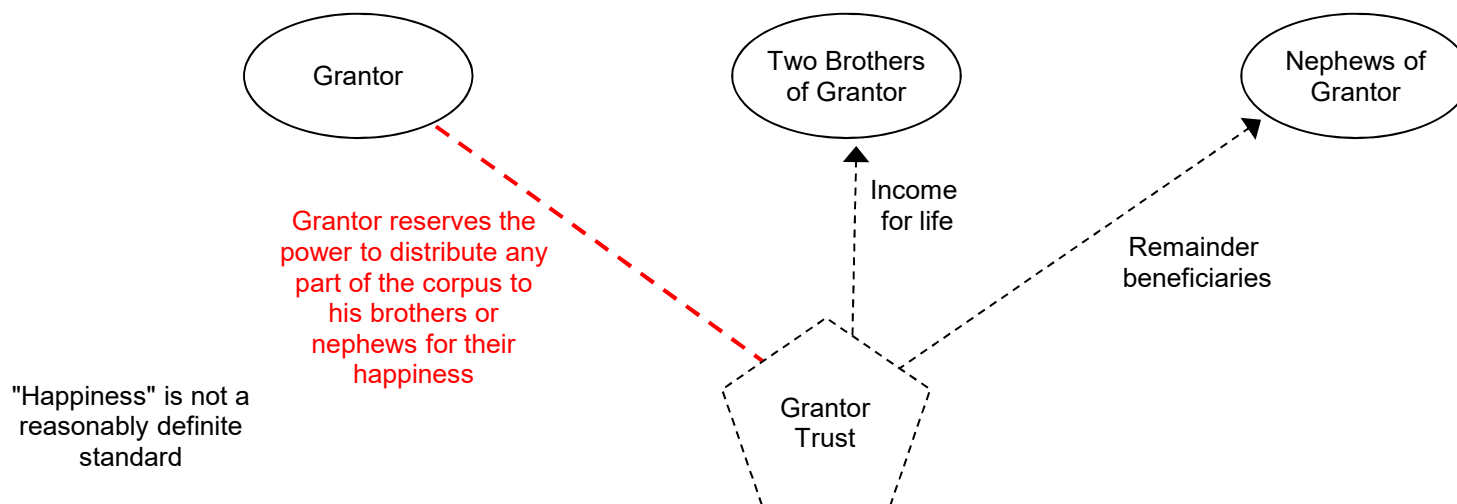 Grantor
Two Brothers
of Grantor
Nephews of
Grantor
Income
for life
Grantor reserves the
power to distribute any
part of the corpus to
his brothers or
nephews for their
happiness
Remainder
beneficiaries
"Happiness" is not a
reasonably definite
standard
Grantor
Trust